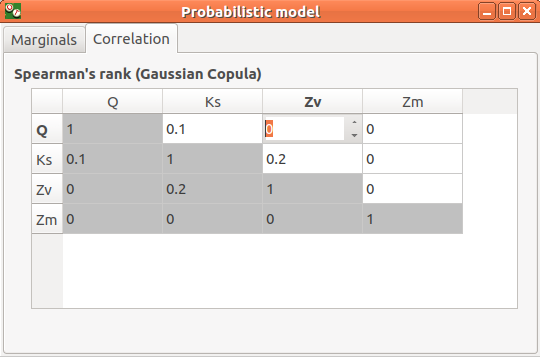 Probabilistic model
Marginals Correlation
Spearman's rank (Gaussian Copula)
Q Ks Zv Zm
Q 1 0.1 0 0
Ks 0.1 1 0.2 0
Zv 0 0.2 1 0
Zm 0 0 0 1